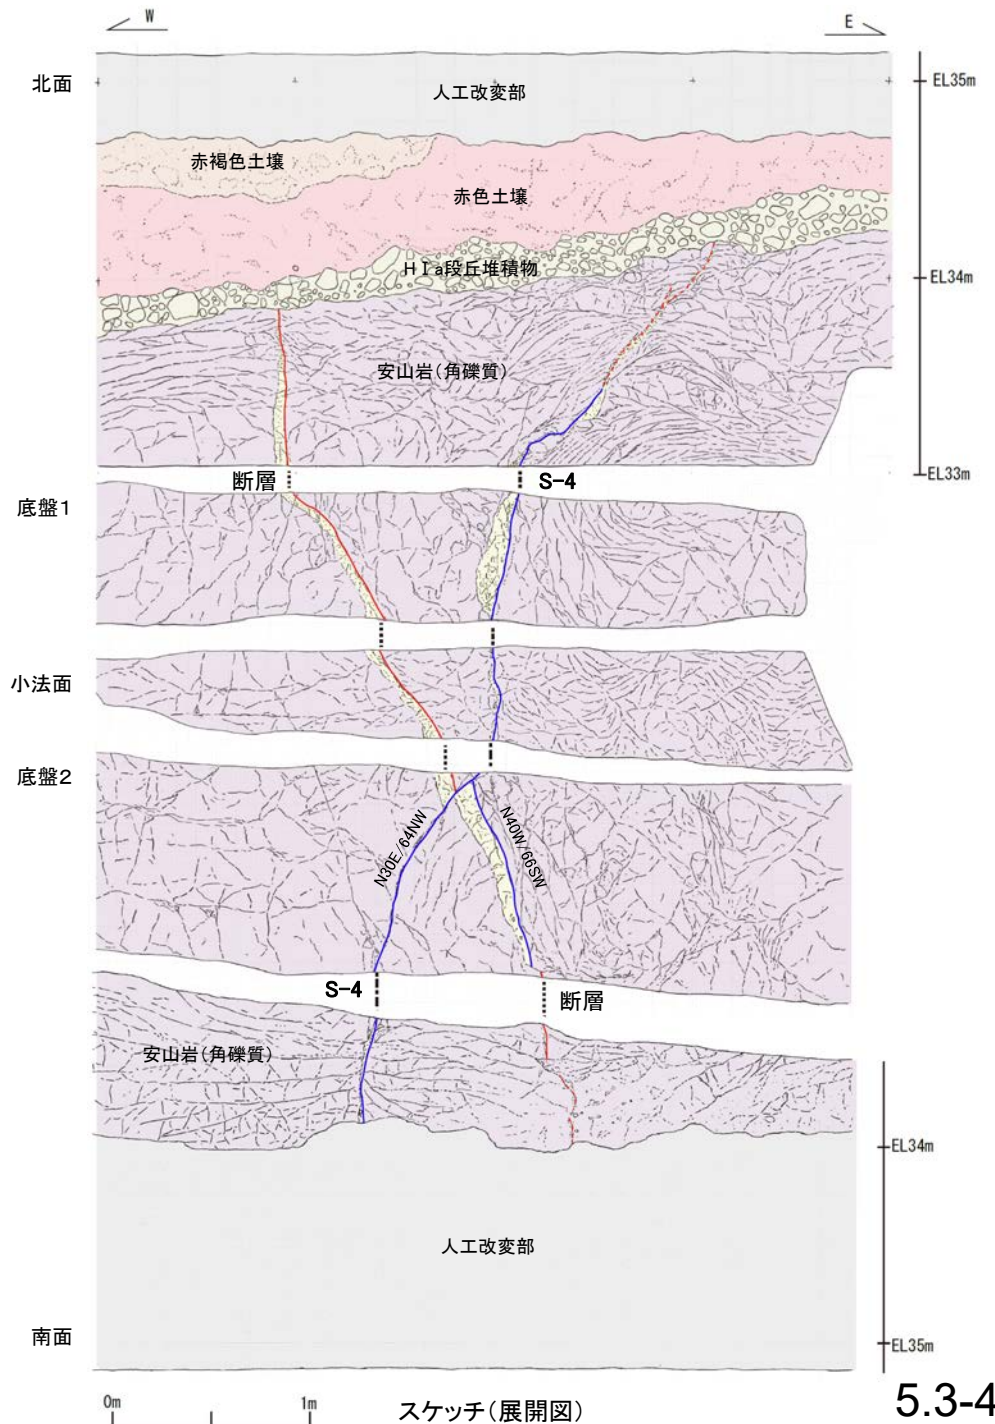 W
E
北面
EL35m
人工改変部
赤褐色土壌
赤色土壌
HⅠa段丘堆積物
EL34m
安山岩(角礫質)
断層
S-4
EL33m
底盤1
小法面
底盤2
N30E/64NW
N40W/66SW
S-4
断層
安山岩(角礫質)
EL34m
人工改変部
南面
EL35m
0m
1m
スケッチ(展開図)
5.3-4